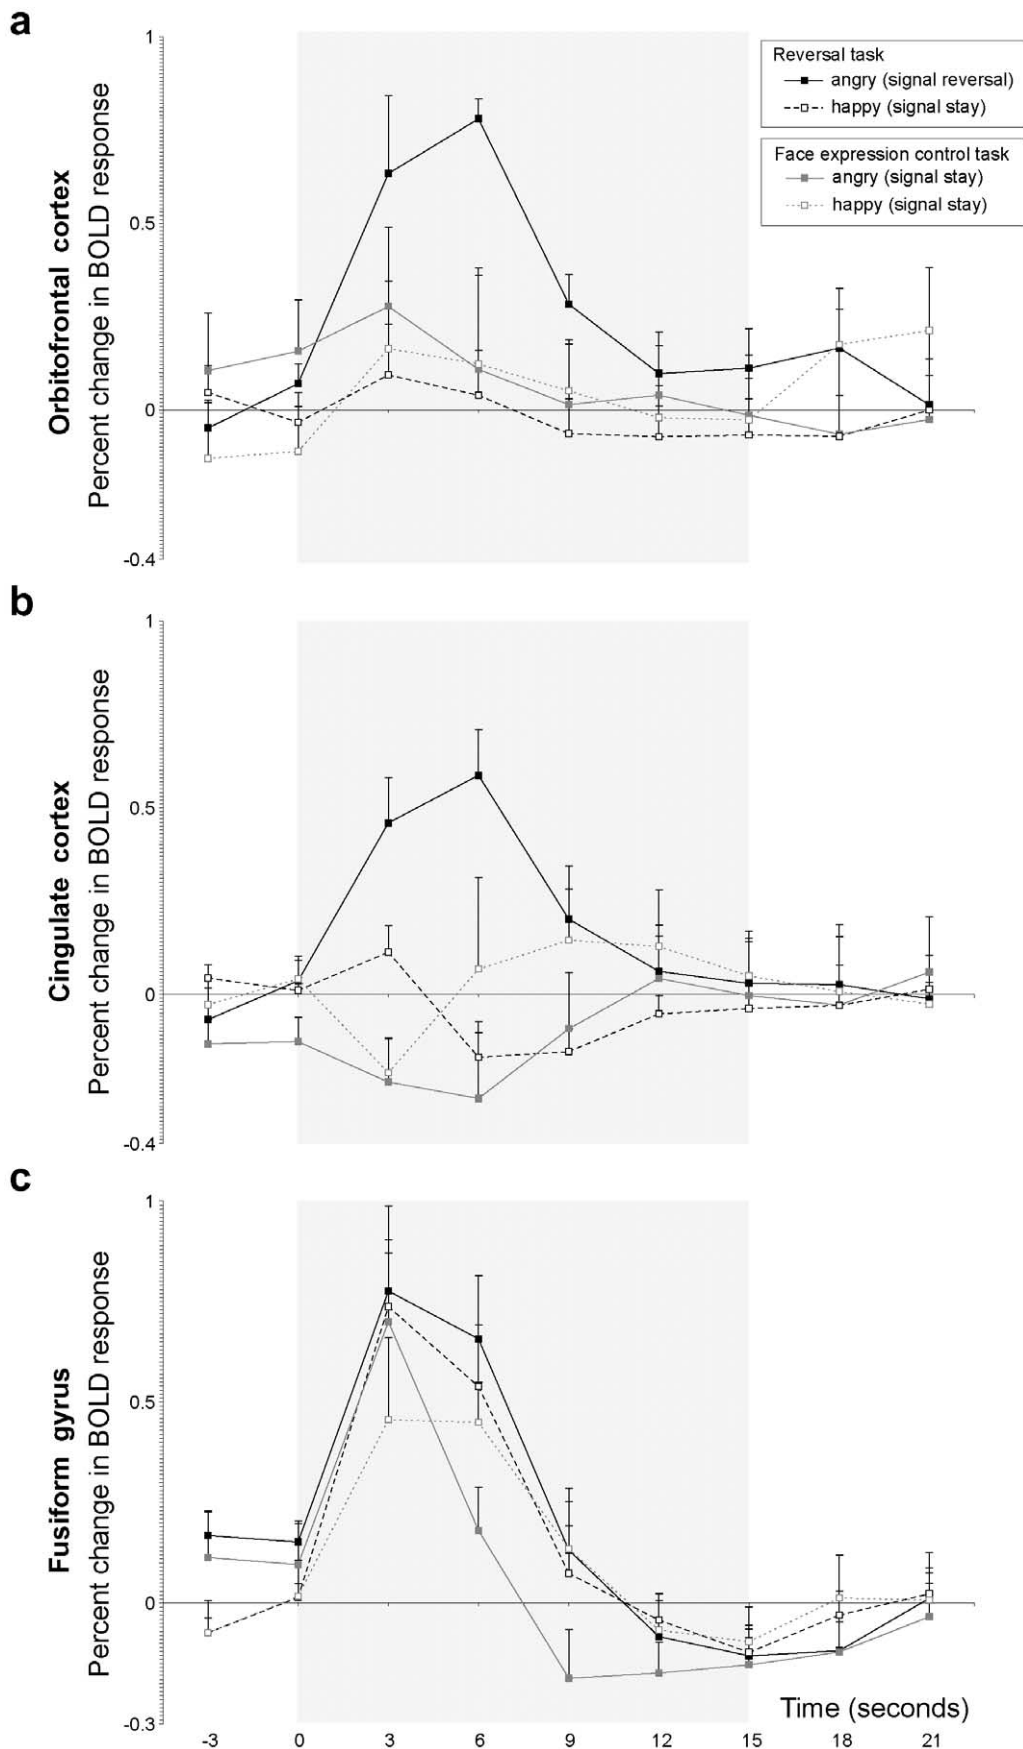 a
1
0.5
0
-0.4
Orbitofrontal cortex
Percent change in BOLD response
Reversal task
angry (signal reversal)
happy (signal stay)
Face expression control task
angry (signal stay)
happy (signal stay)
b
1
0.5
0
-0.4
Cingulate cortex
Percent change in BOLD response
c
1
0.5
0
-0.3
Fusiform gyrus
Percent change in BOLD response
Time (seconds)
-3 0 3 6 9 12 15 18 21